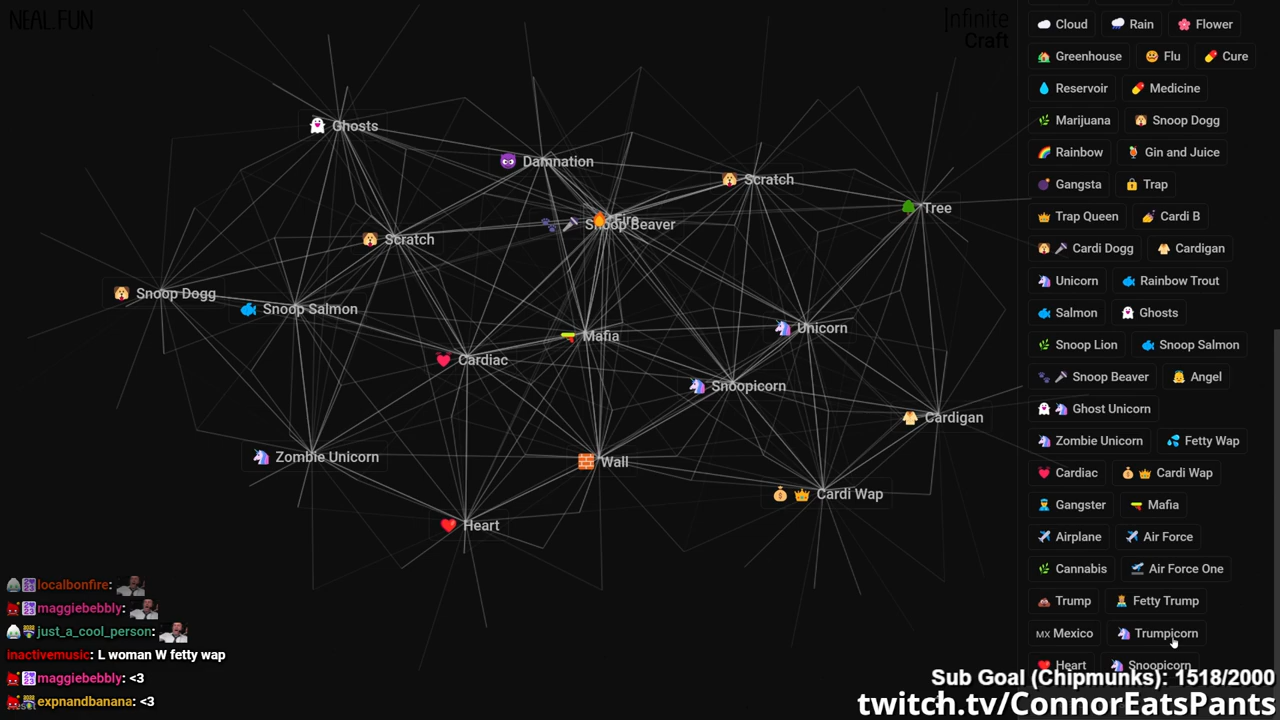 NEAL.FUN
Infinite
Craft
Ghosts
Damnation
Scratch
Tree
Fire
Snoop Beaver
Scratch
Snoop Dogg
Snoop Salmon
Unicorn
Mafia
Cardiac
Snoopicorn
Cardigan
Zombie Unicorn
Wall
Cardi Wap
Heart
Cloud Rain Flower
Greenhouse Flu Cure
Reservoir Medicine
Marijuana Snoop Dogg
Rainbow Gin and Juice
Gangsta Trap
Trap Queen Cardi B
Cardi Dogg Cardigan
Unicorn Rainbow Trout
Salmon Ghosts
Snoop Lion Snoop Salmon
Snoop Beaver Angel
Ghost Unicorn
Zombie Unicorn Fetty Wap
Cardiac Cardi Wap
Gangster Mafia
Airplane Air Force
Cannabis Air Force One
Trump Fetty Trump
MX Mexico Trumpicorn
Heart Snoopicorn
localbonfire:
maggiebebbly:
just_a_cool_person:
inactivemusic: L woman W fetty wap
maggiebebbly: <3
expnandbanana: <3
Sub Goal (Chipmunks): 1518/2000
twitch.tv/ConnorEatsPants